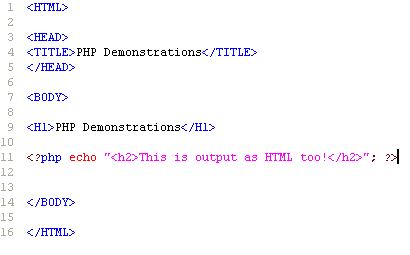 1 <HTML>
2
3 <HEAD>
4 <TITLE>PHP Demonstrations</TITLE>
5 </HEAD>
6
7 <BODY>
8
9 <H1>PHP Demonstrations</H1>
10
11 <?php echo "<h2>This is output as HTML too!</h2>"; ?>
12
13
14 </BODY>
15
16 </HTML>